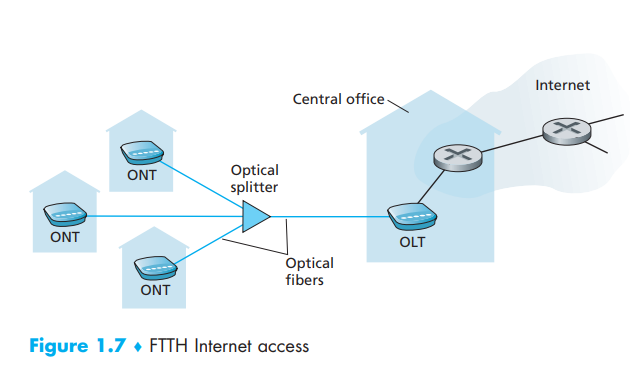 Internet
Central office
ONT
Optical
splitter
ONT
OLT
Optical
fibers
ONT
Figure 1.7 ♦ FTTH Internet access